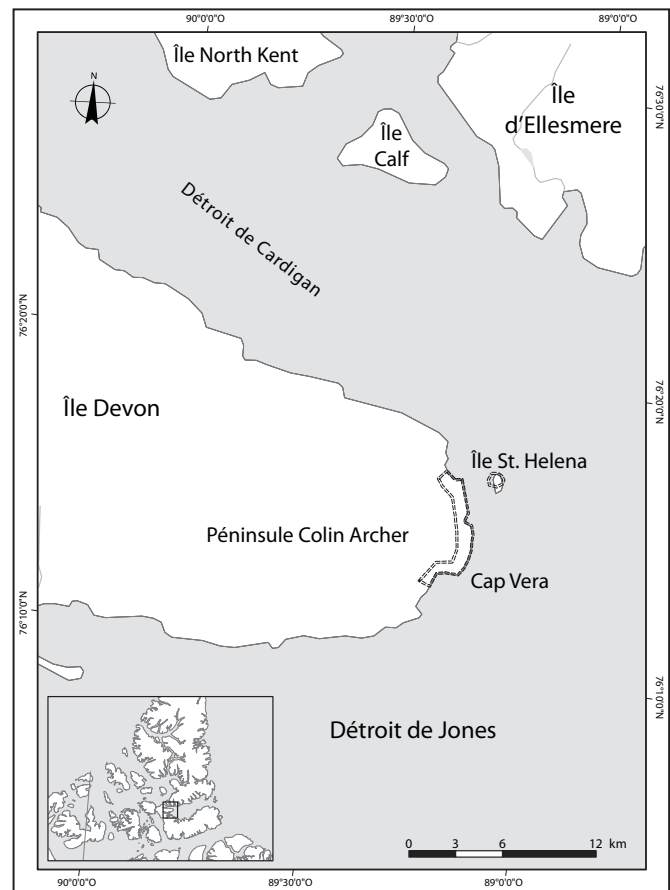 90°0'0"O
89°30'0"O
89°0'0"O
Île North Kent
N
Île
d'Ellesmere
76°30'0"N
Île
Calf
Détroit de Cardigan
76°20'0"N
76°20'0"N
Île Devon
Île St. Helena
Péninsule Colin Archer
Cap Vera
76°10'0"N
76°10'0"N
Détroit de Jones
0 3 6 12 km
90°0'0"O
89°30'0"O
89°0'0"O